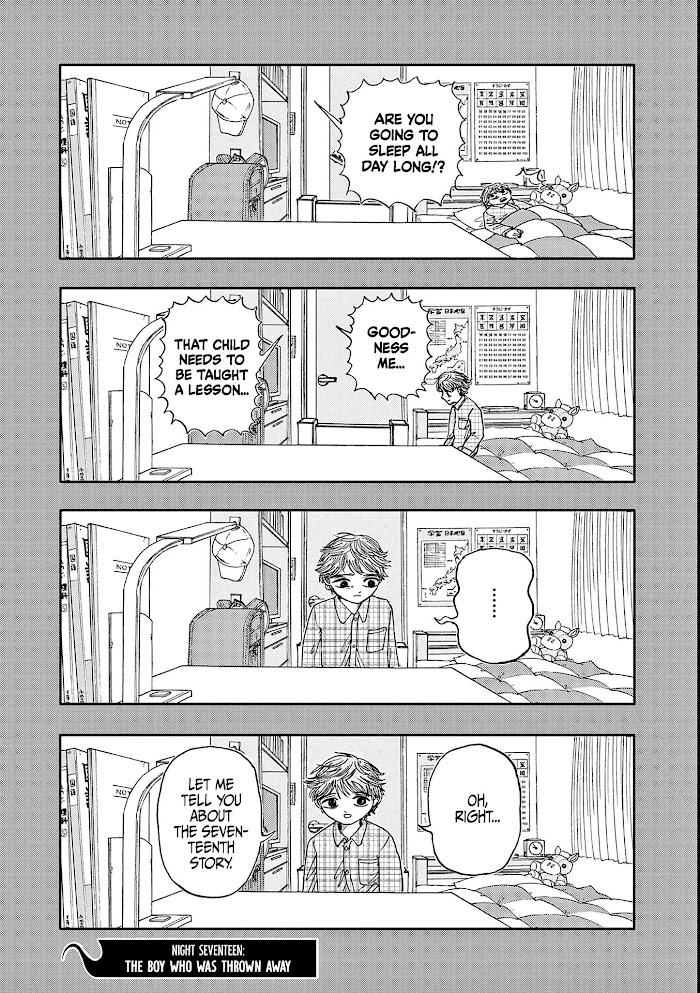 ARE YOU
GOING TO
SLEEP ALL
DAY LONG!?
GOOD-
NESS
ME...
THAT CHILD
NEEDS TO
BE TAUGHT
A LESSON...
......
OH,
RIGHT...
LET ME
TELL YOU
ABOUT
THE SEVEN-
TEENTH
STORY.
NIGHT SEVENTEEN:
THE BOY WHO WAS THROWN AWAY